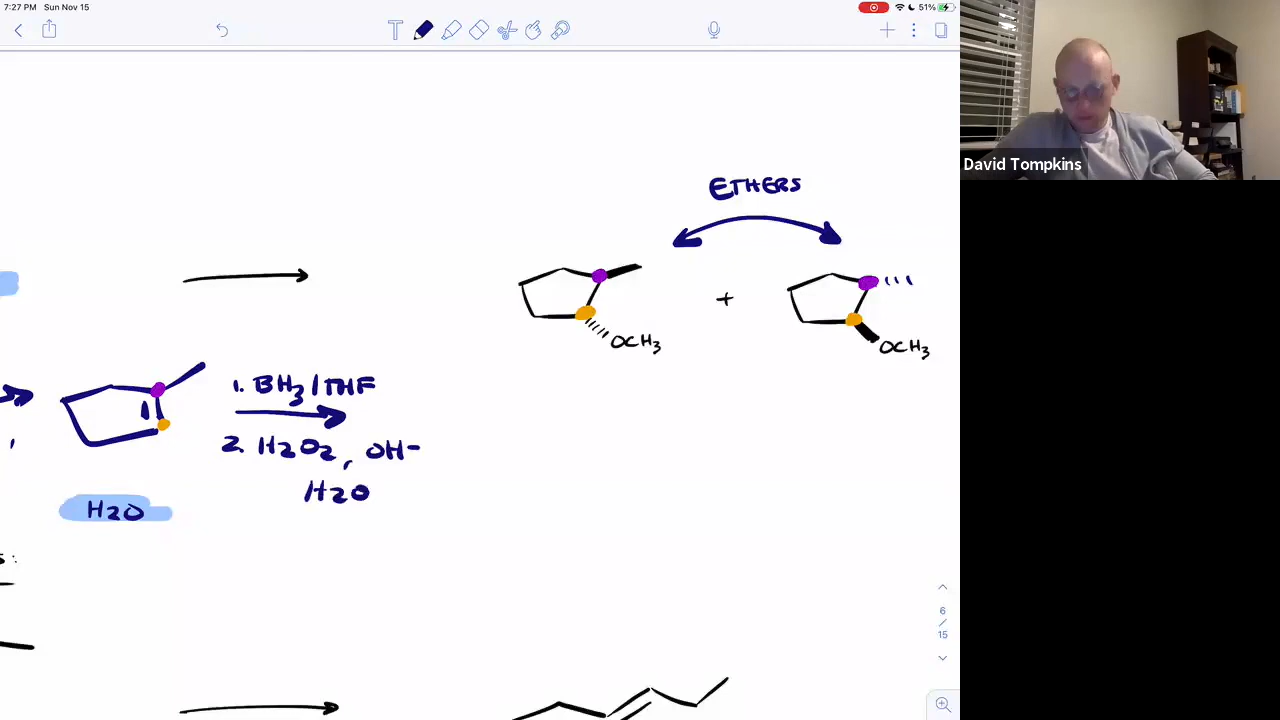 7:27 PM Sun Nov 15
51%
David Tompkins
ETHERS
+
OCH3
OCH3
1. BH3/THF
2. H2O2, OH-
H2O
H2O
6
/
15